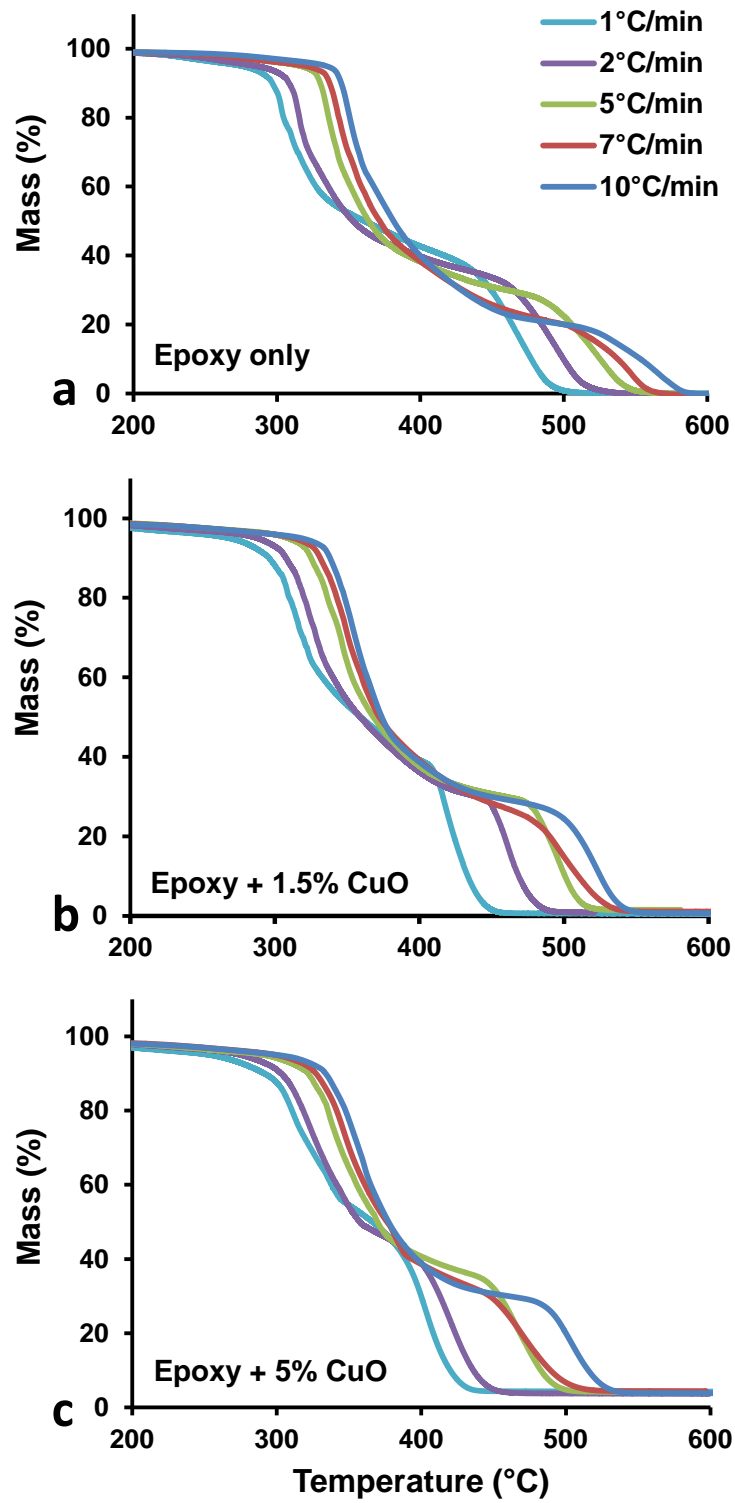 1°C/min
2°C/min
5°C/min
7°C/min
10°C/min
100
80
60
40
20
0
Mass (%)
Epoxy only
a
200
300
400
500
600
100
80
60
40
20
0
Mass (%)
Epoxy + 1.5% CuO
b
200
300
400
500
600
100
80
60
40
20
0
Mass (%)
Epoxy + 5% CuO
c
200
300
400
500
600
Temperature (°C)